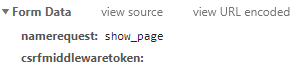 ▼ Form Data view source view URL encoded
namerequest: show_page
csrfmiddlewaretoken: